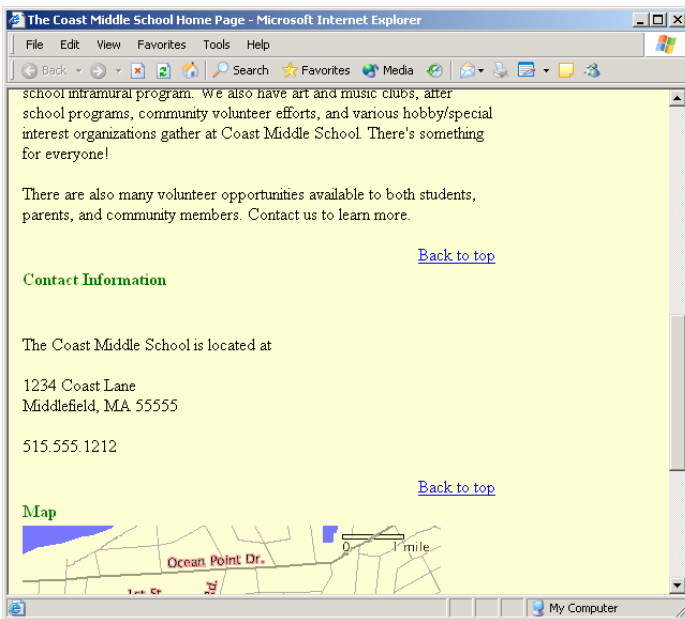 The Coast Middle School Home Page - Microsoft Internet Explorer
File Edit View Favorites Tools Help
Back Search Favorites Media
school intramural program. We also have art and music clubs, after
school programs, community volunteer efforts, and various hobby/special
interest organizations gather at Coast Middle School. There's something
for everyone!
There are also many volunteer opportunities available to both students,
parents, and community members. Contact us to learn more.
Back to top
Contact Information
The Coast Middle School is located at
1234 Coast Lane
Middlefield, MA 55555
515.555.1212
Back to top
Map
0 1 mile
Ocean Point Dr.
1st St
Rd.
My Computer